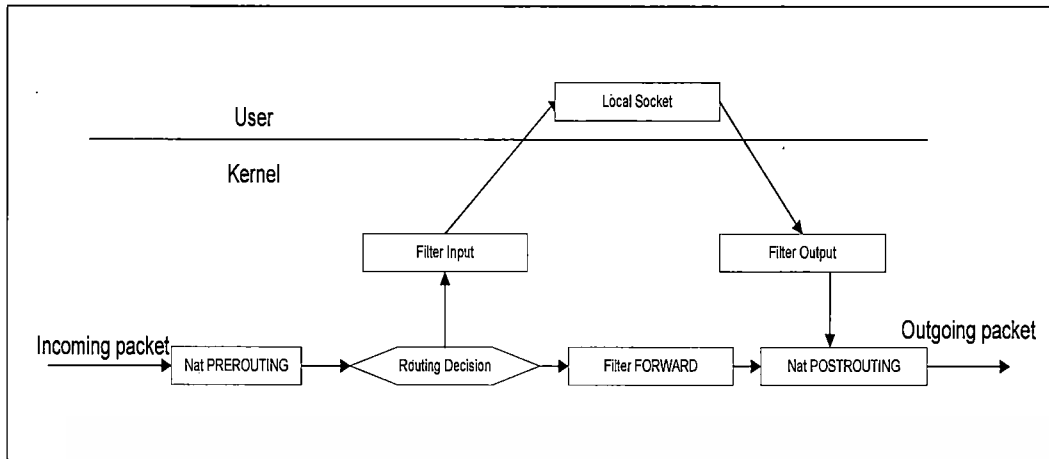 Local Socket
User
Kernel
Filter Input
Filter Output
Incoming packet
Outgoing packet
Nat PREROUTING
Routing Decision
Filter FORWARD
Nat POSTROUTING